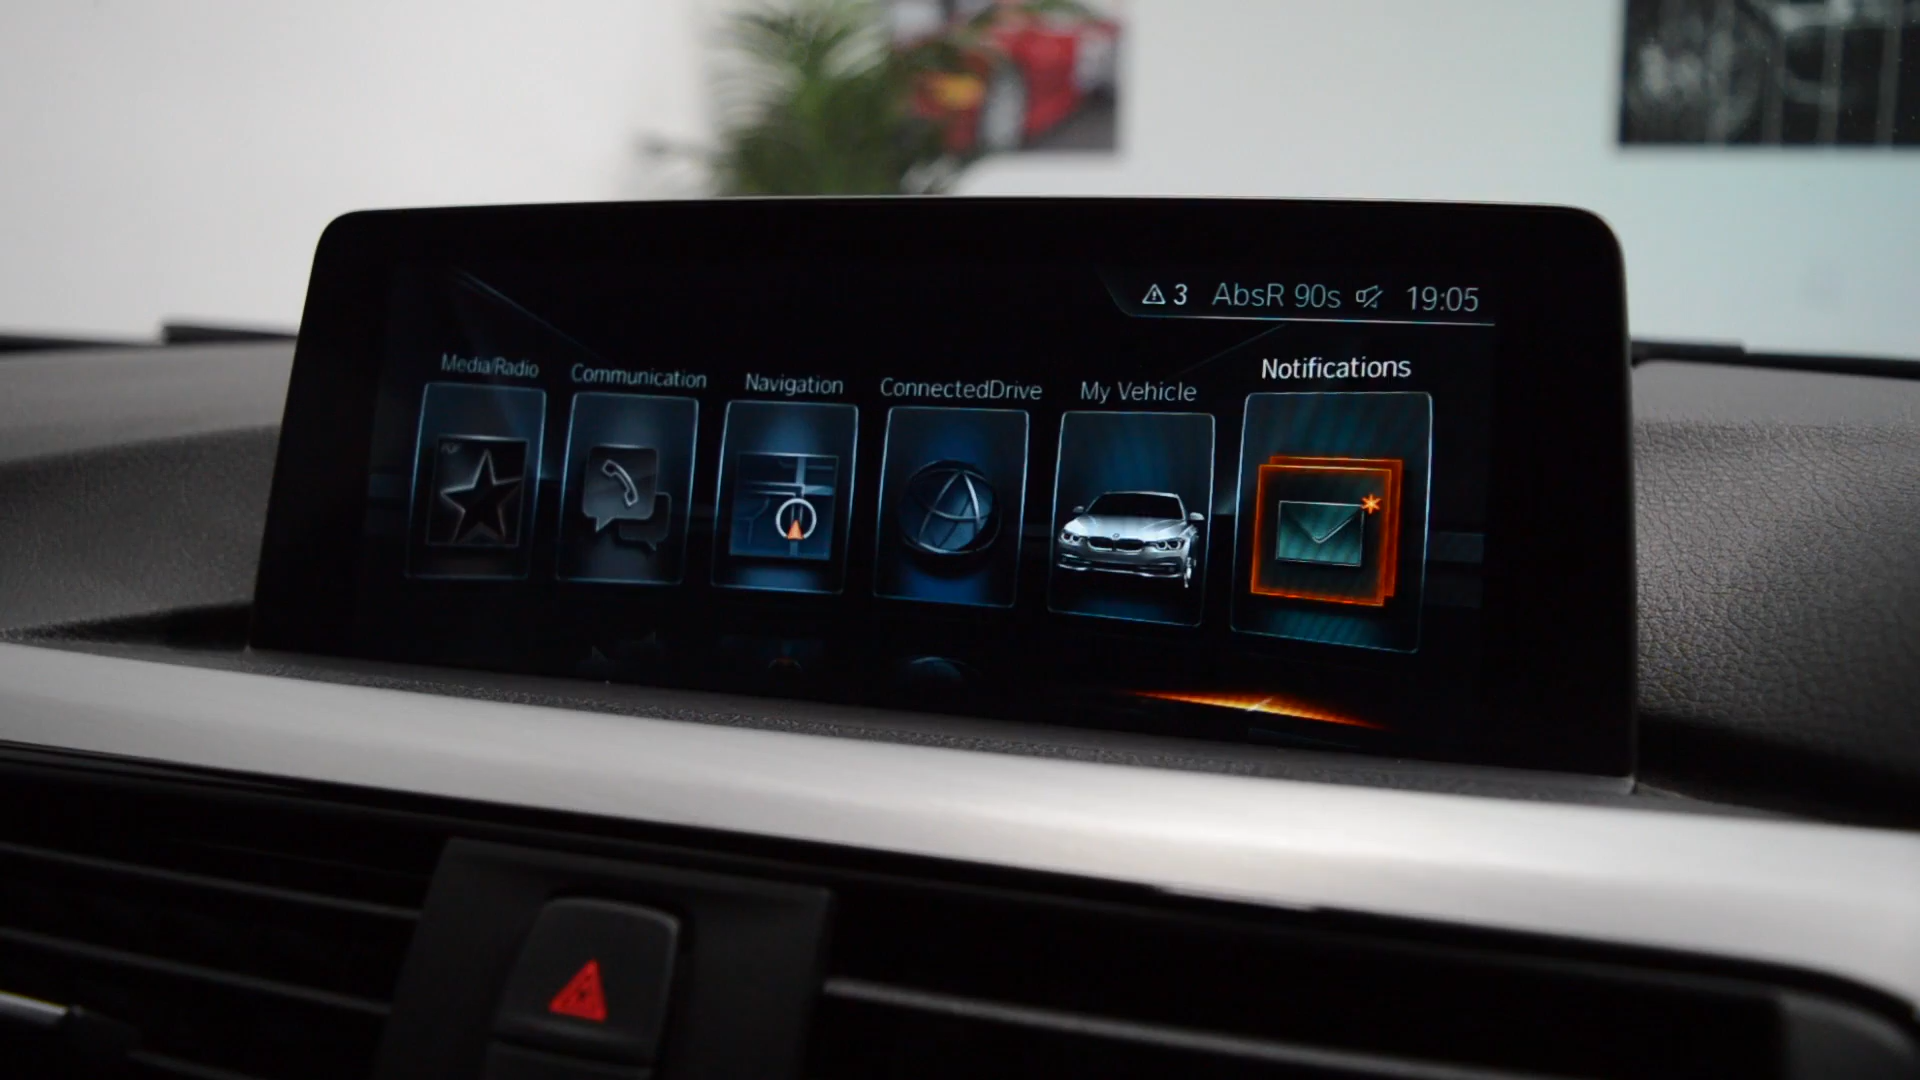 3 AbsR 90s 19:05
Media/Radio
Communication
Navigation
ConnectedDrive
My Vehicle
Notifications